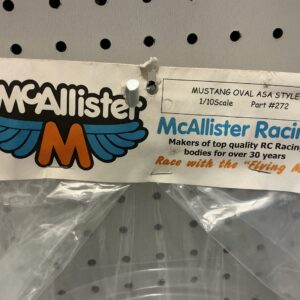 McAllister
M
MUSTANG OVAL ASA STYLE
1/10Scale Part #272
McAllister Racin
Makers of top quality RC Racing
bodies for over 30 years
Race with the "Flying M